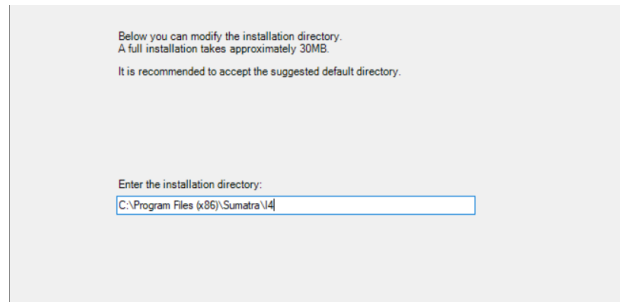 Below you can modify the installation directory.
A full installation takes approximately 30MB.
It is recommended to accept the suggested default directory.
Enter the installation directory:
C:\Program Files (x86)\Sumatra\I4